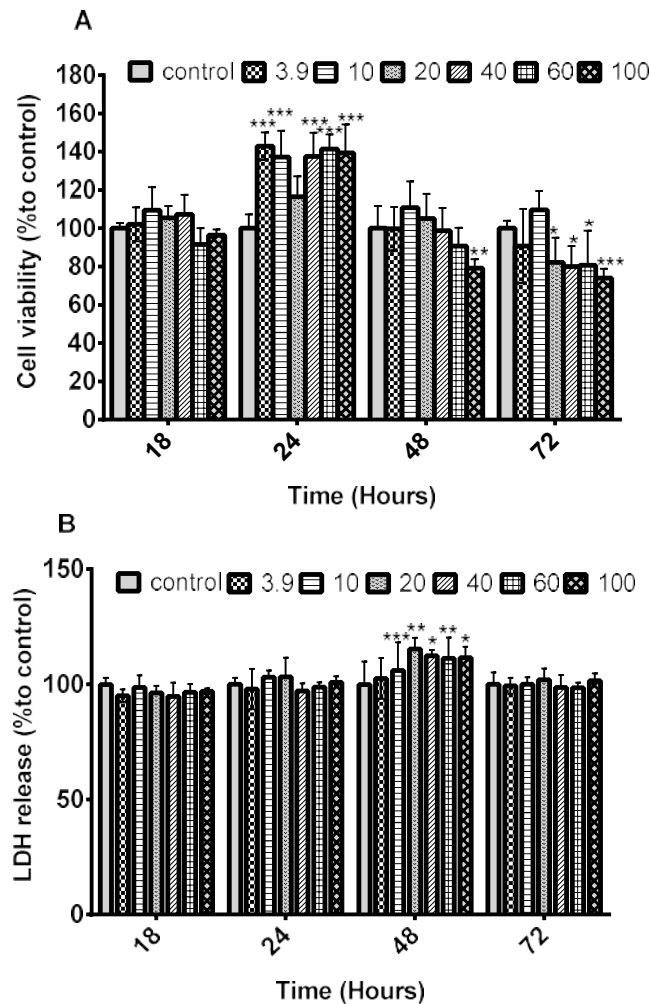 A
180
control 3.9 10 20 40 60 100
160
140
120
100
80
60
40
20
0
Cell viability (%to control)
*** *** *** *** ***
** * * * ***
18 24 48 72
Time (Hours)
B
150
control 3.9 10 20 40 60 100
100
50
0
LDH release (%to control)
*** ** * ** *
18 24 48 72
Time (Hours)